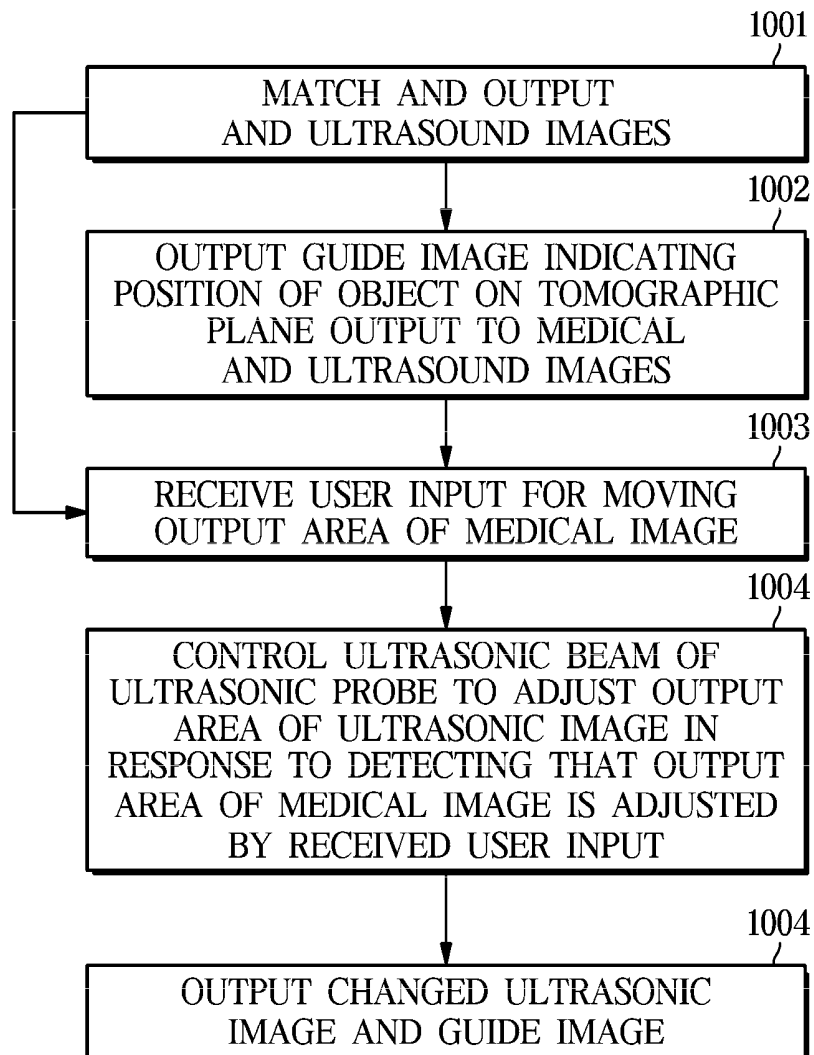 1001
MATCH AND OUTPUT
AND ULTRASOUND IMAGES
1002
OUTPUT GUIDE IMAGE INDICATING
POSITION OF OBJECT ON TOMOGRAPHIC
PLANE OUTPUT TO MEDICAL
AND ULTRASOUND IMAGES
1003
RECEIVE USER INPUT FOR MOVING
OUTPUT AREA OF MEDICAL IMAGE
1004
CONTROL ULTRASONIC BEAM OF
ULTRASONIC PROBE TO ADJUST OUTPUT
AREA OF ULTRASONIC IMAGE IN
RESPONSE TO DETECTING THAT OUTPUT
AREA OF MEDICAL IMAGE IS ADJUSTED
BY RECEIVED USER INPUT
1004
OUTPUT CHANGED ULTRASONIC
IMAGE AND GUIDE IMAGE